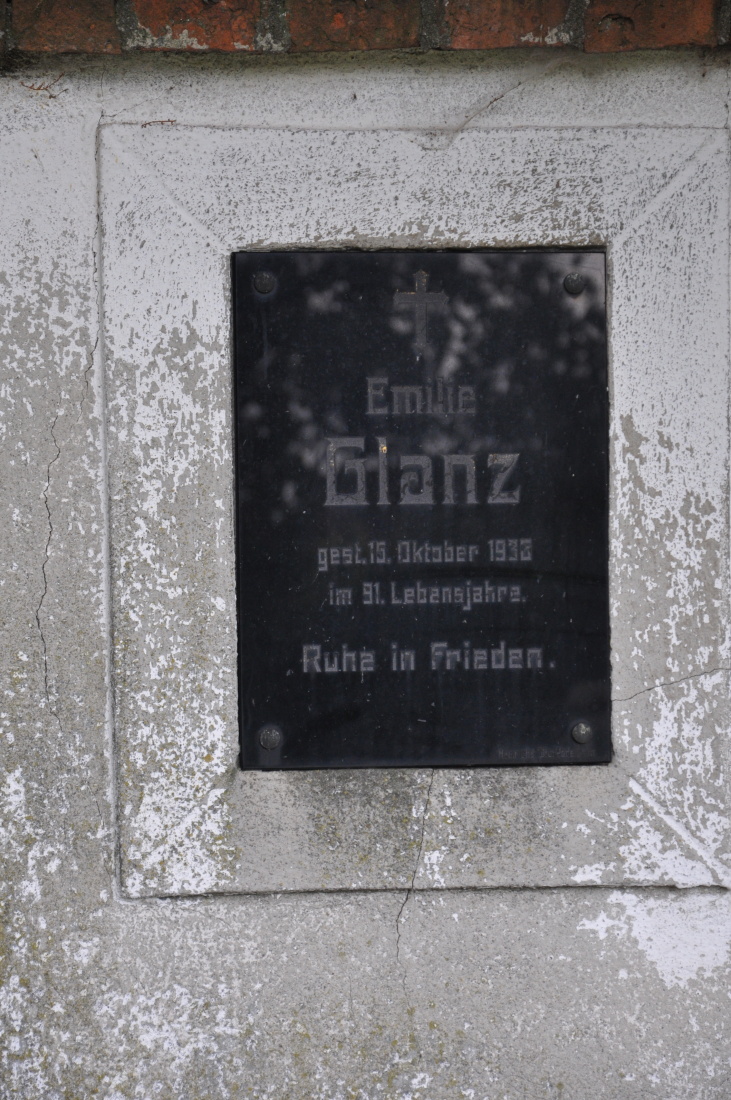 Emilie
Glanz
gest. 15. Oktober 1932
im 91. Lebensjahre.
Ruhe in Frieden.